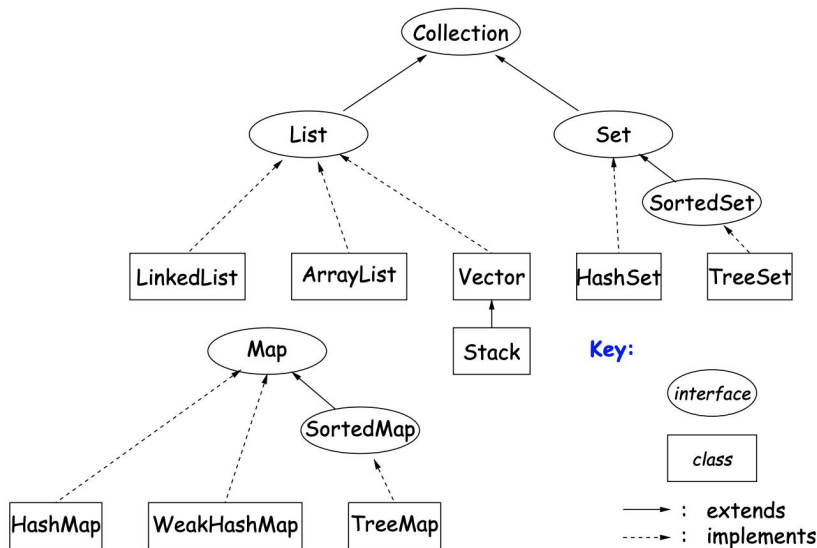 Collection
List
Set
SortedSet
LinkedList
ArrayList
Vector
HashSet
TreeSet
Map
Stack
Key:
interface
SortedMap
class
HashMap
WeakHashMap
TreeMap
: extends
: implements